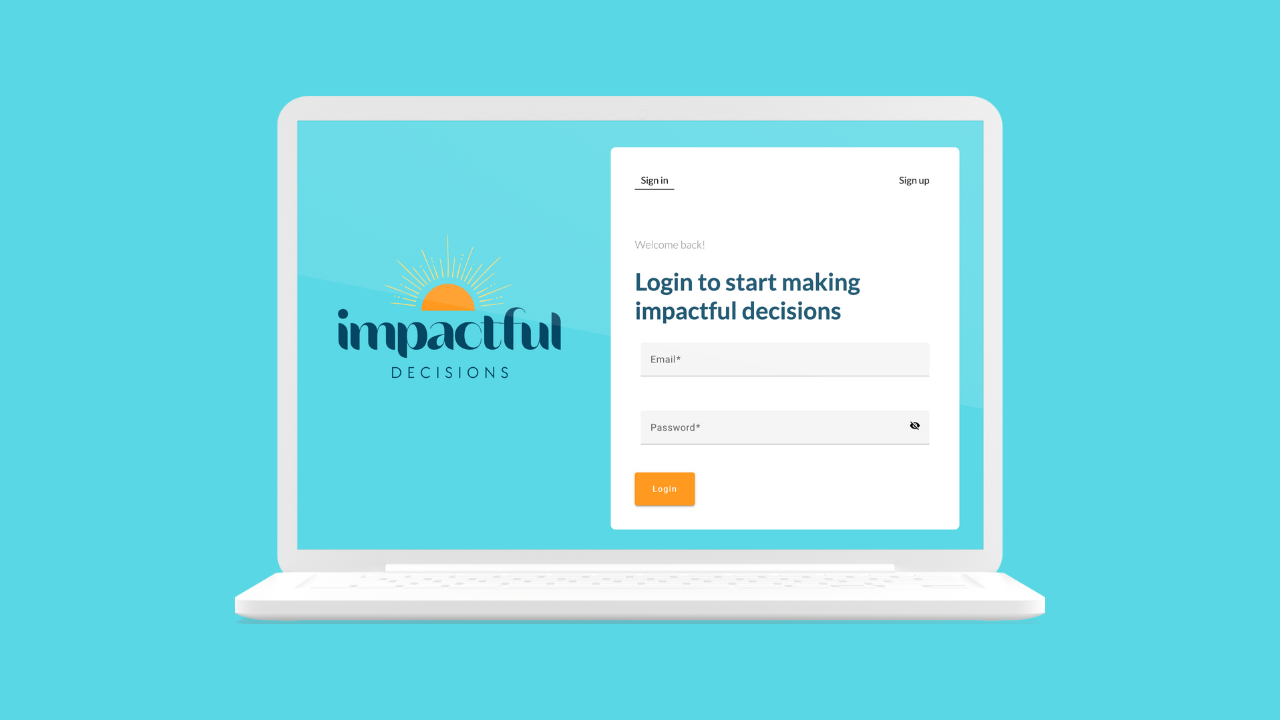 impactful
DECISIONS
Sign in
Sign up
Welcome back!
Login to start making
impactful decisions
Email*
Password*
Login